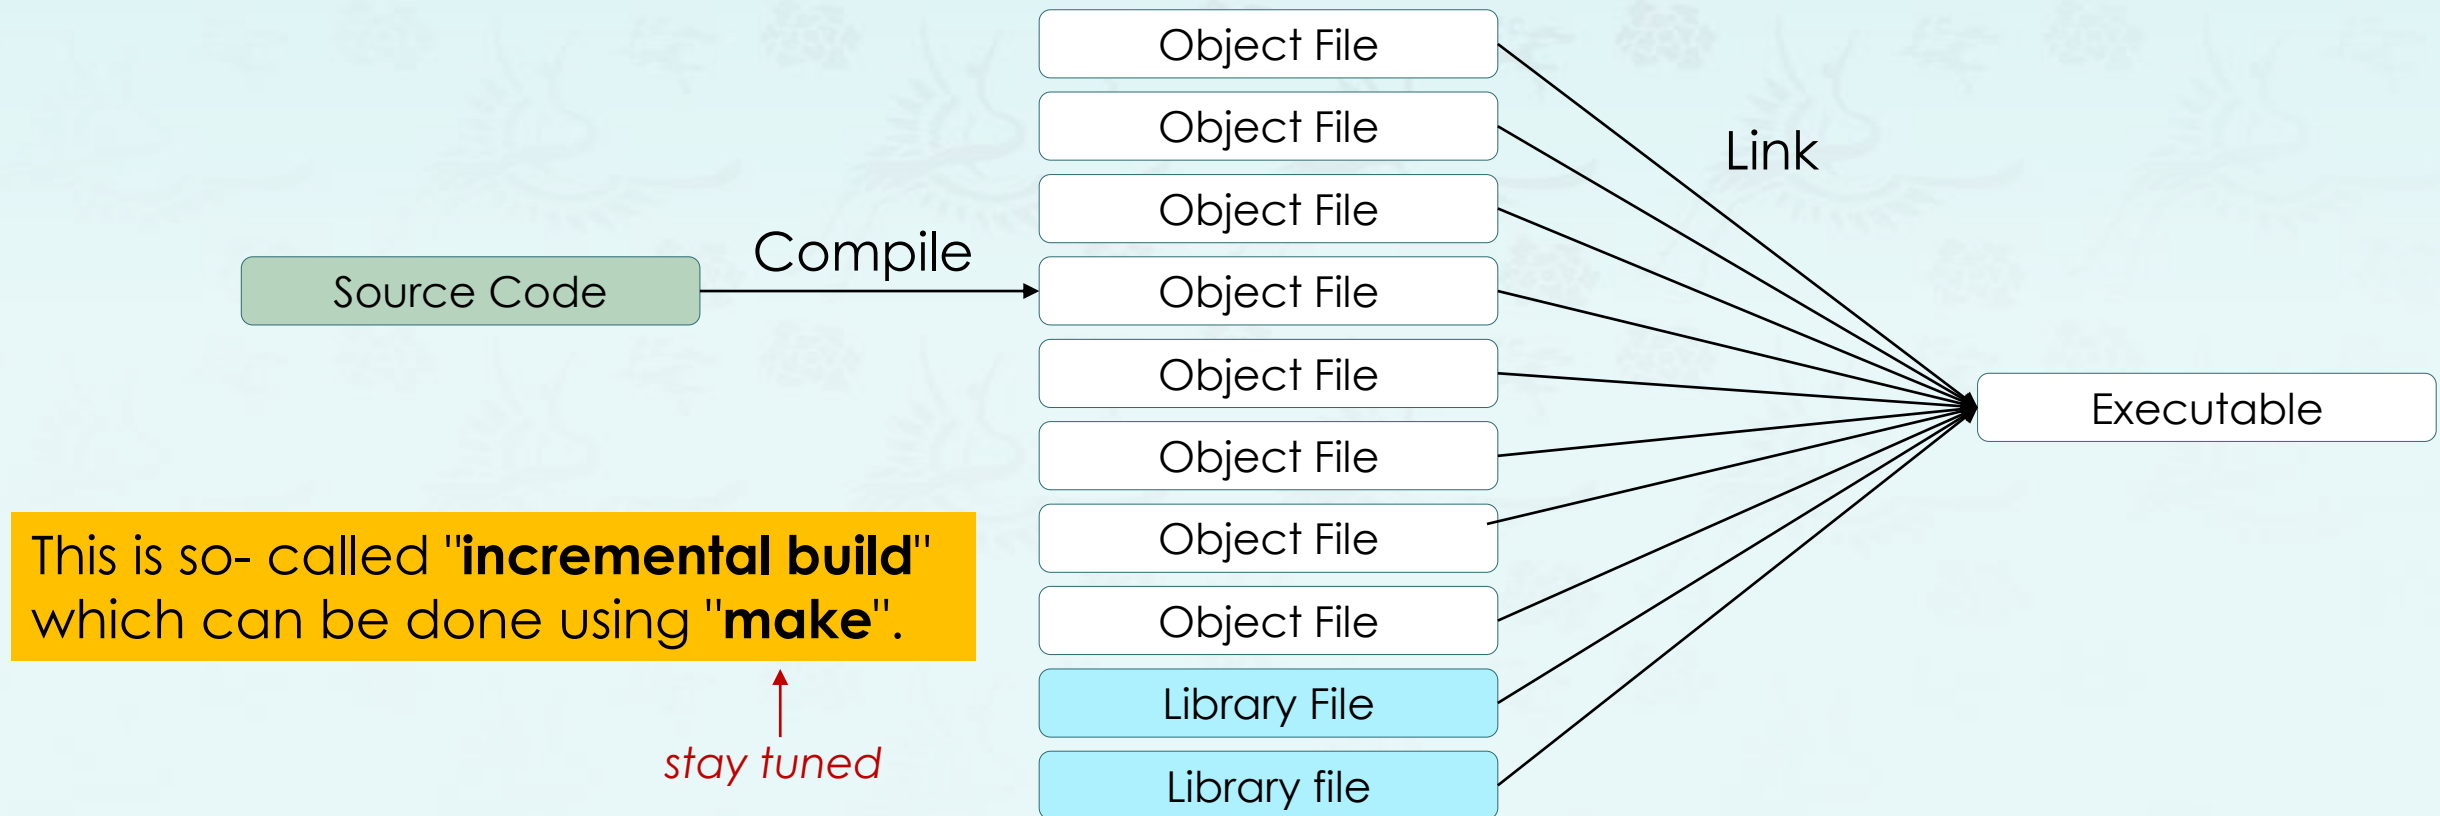 Object File
Object File
Link
Object File
Compile
Source Code
Object File
Object File
Executable
Object File
This is so- called "incremental build"
which can be done using "make".
Object File
Object File
Library File
stay tuned
Library file